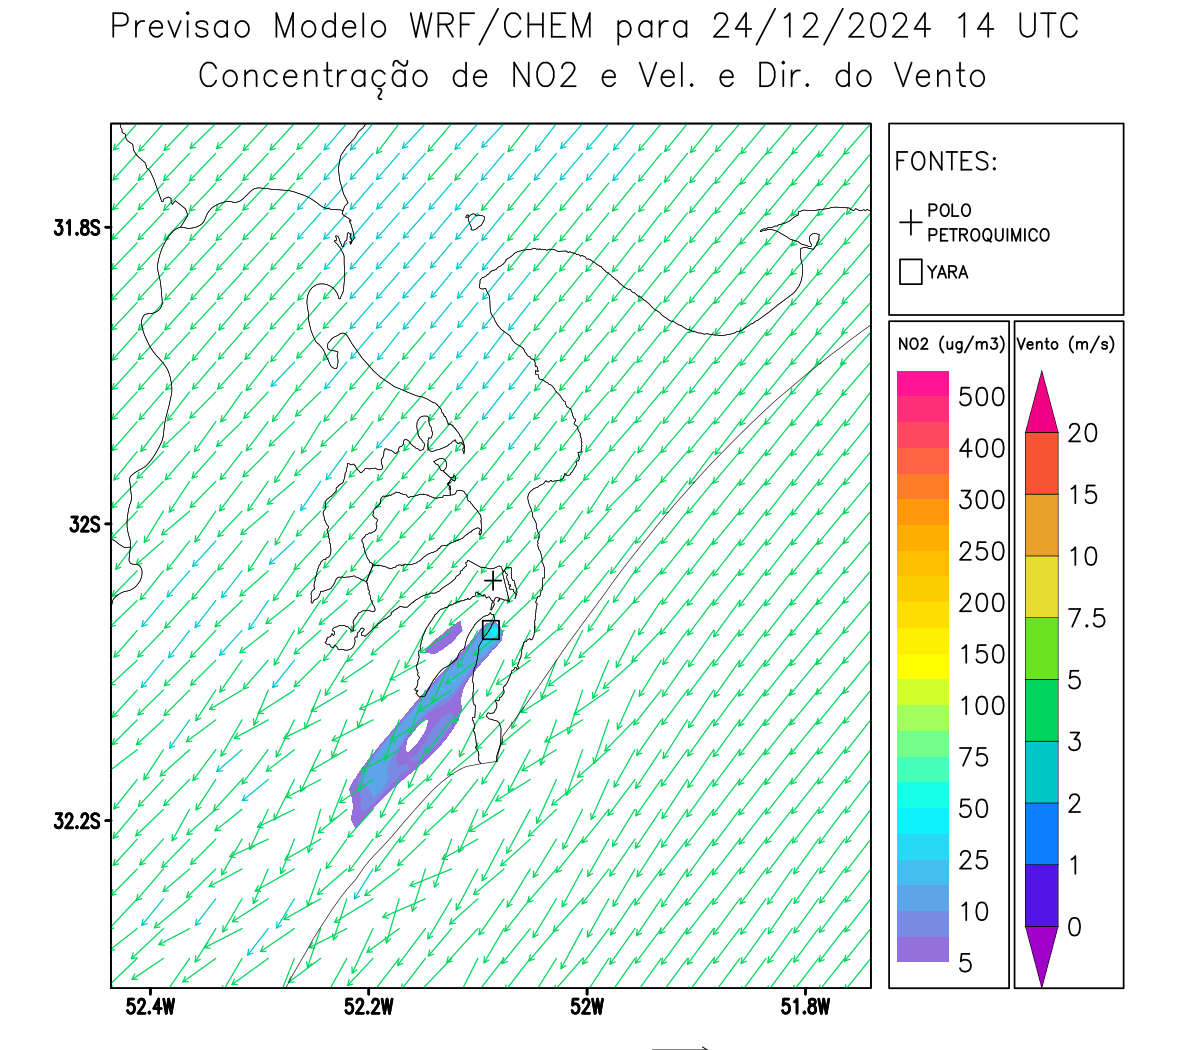 Previsao Modelo WRF/CHEM para 24/12/2024 14 UTC
Concentração de NO2 e Vel. e Dir. do Vento
FONTES:
POLO
PETROQUIMICO
YARA
NO2 (ug/m3)
500
400
300
250
200
150
100
75
50
25
10
5
Vento (m/s)
20
15
10
7.5
5
3
2
1
0
31.8S
32S
32.2S
52.4W
52.2W
52W
51.8W